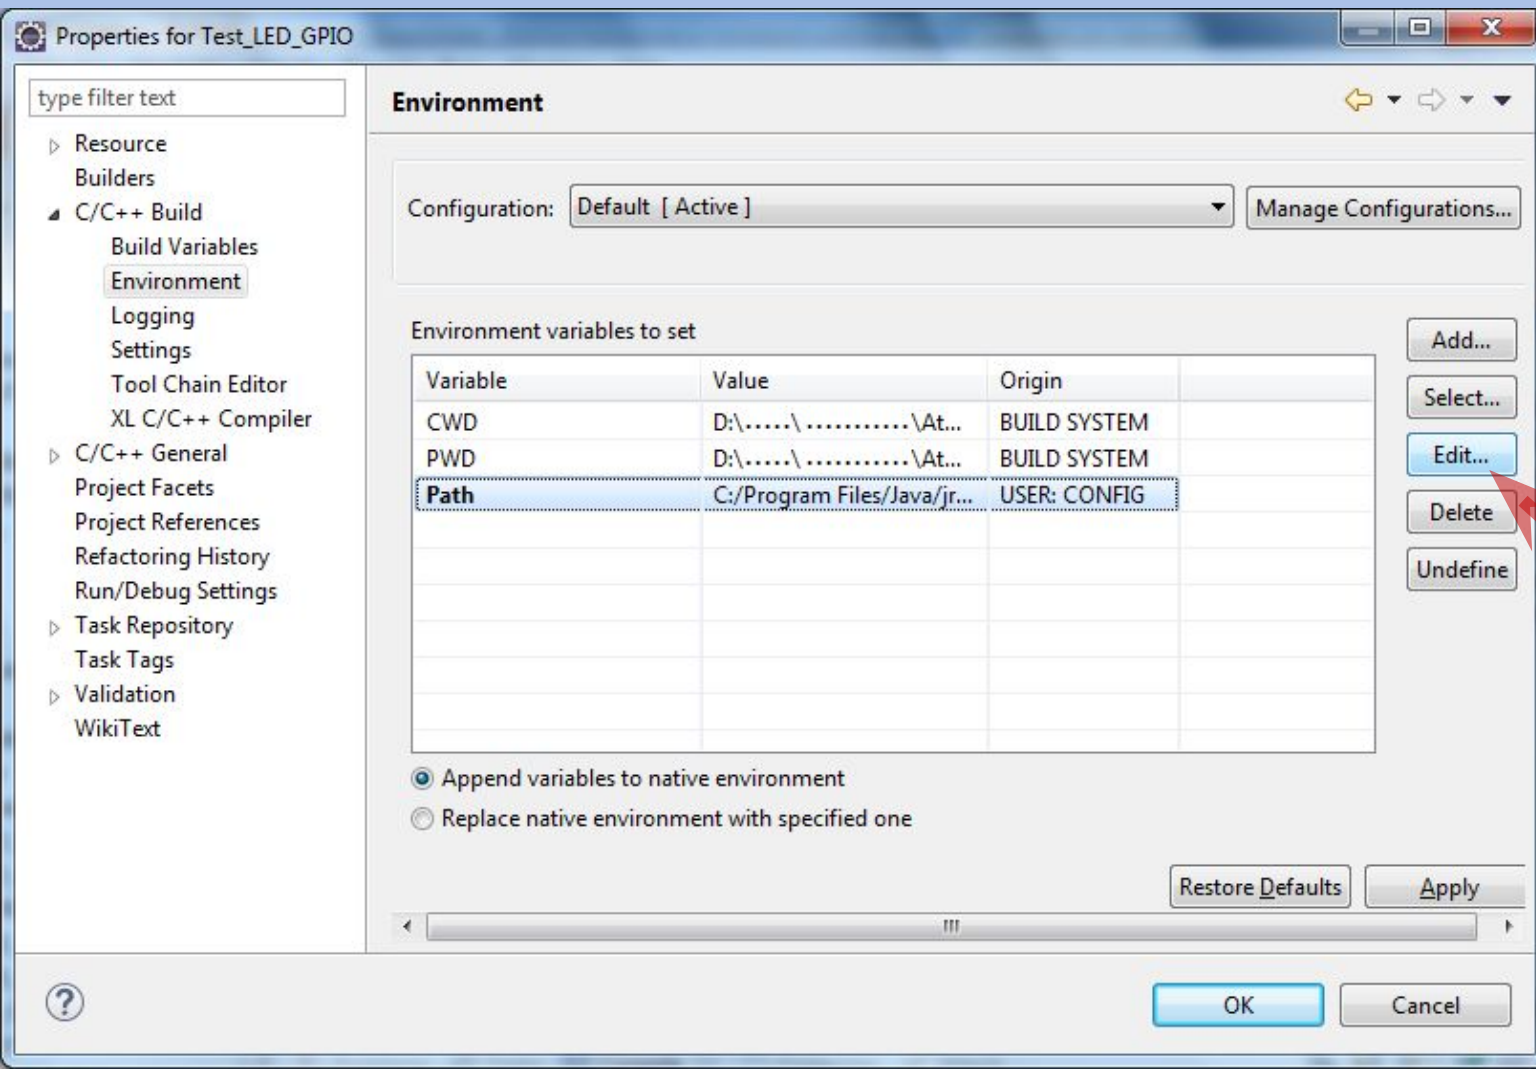 Properties for Test_LED_GPIO
type filter text
Resource
Builders
C/C++ Build
Build Variables
Environment
Logging
Settings
Tool Chain Editor
XL C/C++ Compiler
C/C++ General
Project Facets
Project References
Refactoring History
Run/Debug Settings
Task Repository
Task Tags
Validation
WikiText
Environment
Configuration: Default [ Active ] Manage Configurations...
Environment variables to set
Variable Value Origin
CWD D:\·····\ ···········\At... BUILD SYSTEM
PWD D:\·····\ ···········\At... BUILD SYSTEM
Path C:/Program Files/Java/jr... USER: CONFIG
Add...
Select...
Edit...
Delete
Undefine
Append variables to native environment
Replace native environment with specified one
Restore Defaults Apply
OK Cancel